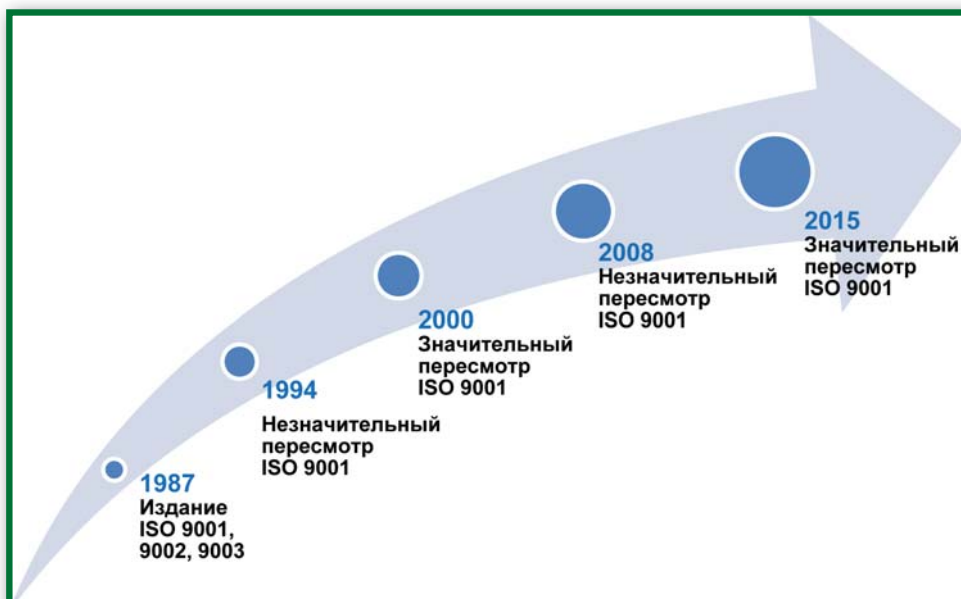 1987
Издание
ISO 9001,
9002, 9003
1994
Незначительный
пересмотр
ISO 9001
2000
Значительный
пересмотр
ISO 9001
2008
Незначительный
пересмотр
ISO 9001
2015
Значительный
пересмотр
ISO 9001